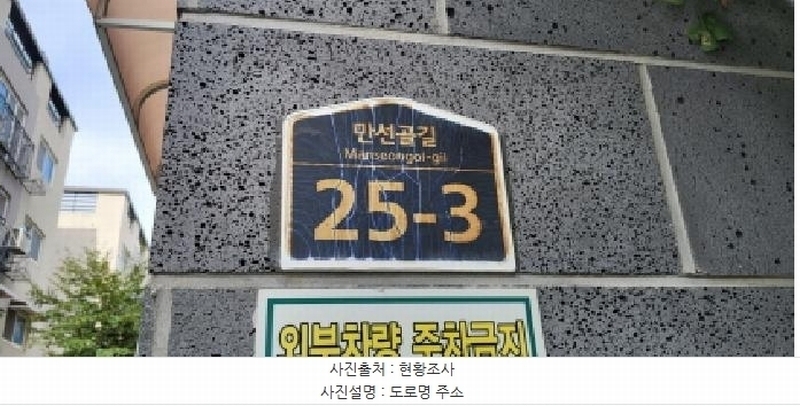 만선골길
Manseongol-gil
25-3
외부차량 주차금지
사진출처 : 현황조사
사진설명 : 도로명 주소